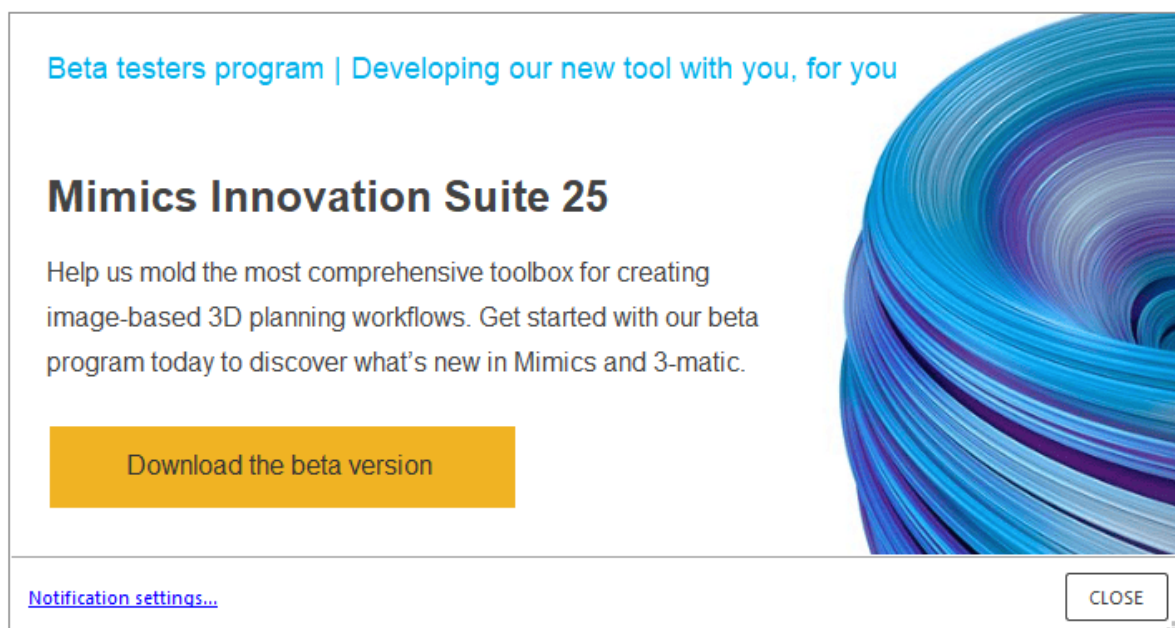 Beta testers program | Developing our new tool with you, for you
Mimics Innovation Suite 25
Help us mold the most comprehensive toolbox for creating
image-based 3D planning workflows. Get started with our beta
program today to discover what’s new in Mimics and 3-matic.
Download the beta version
Notification settings...
CLOSE